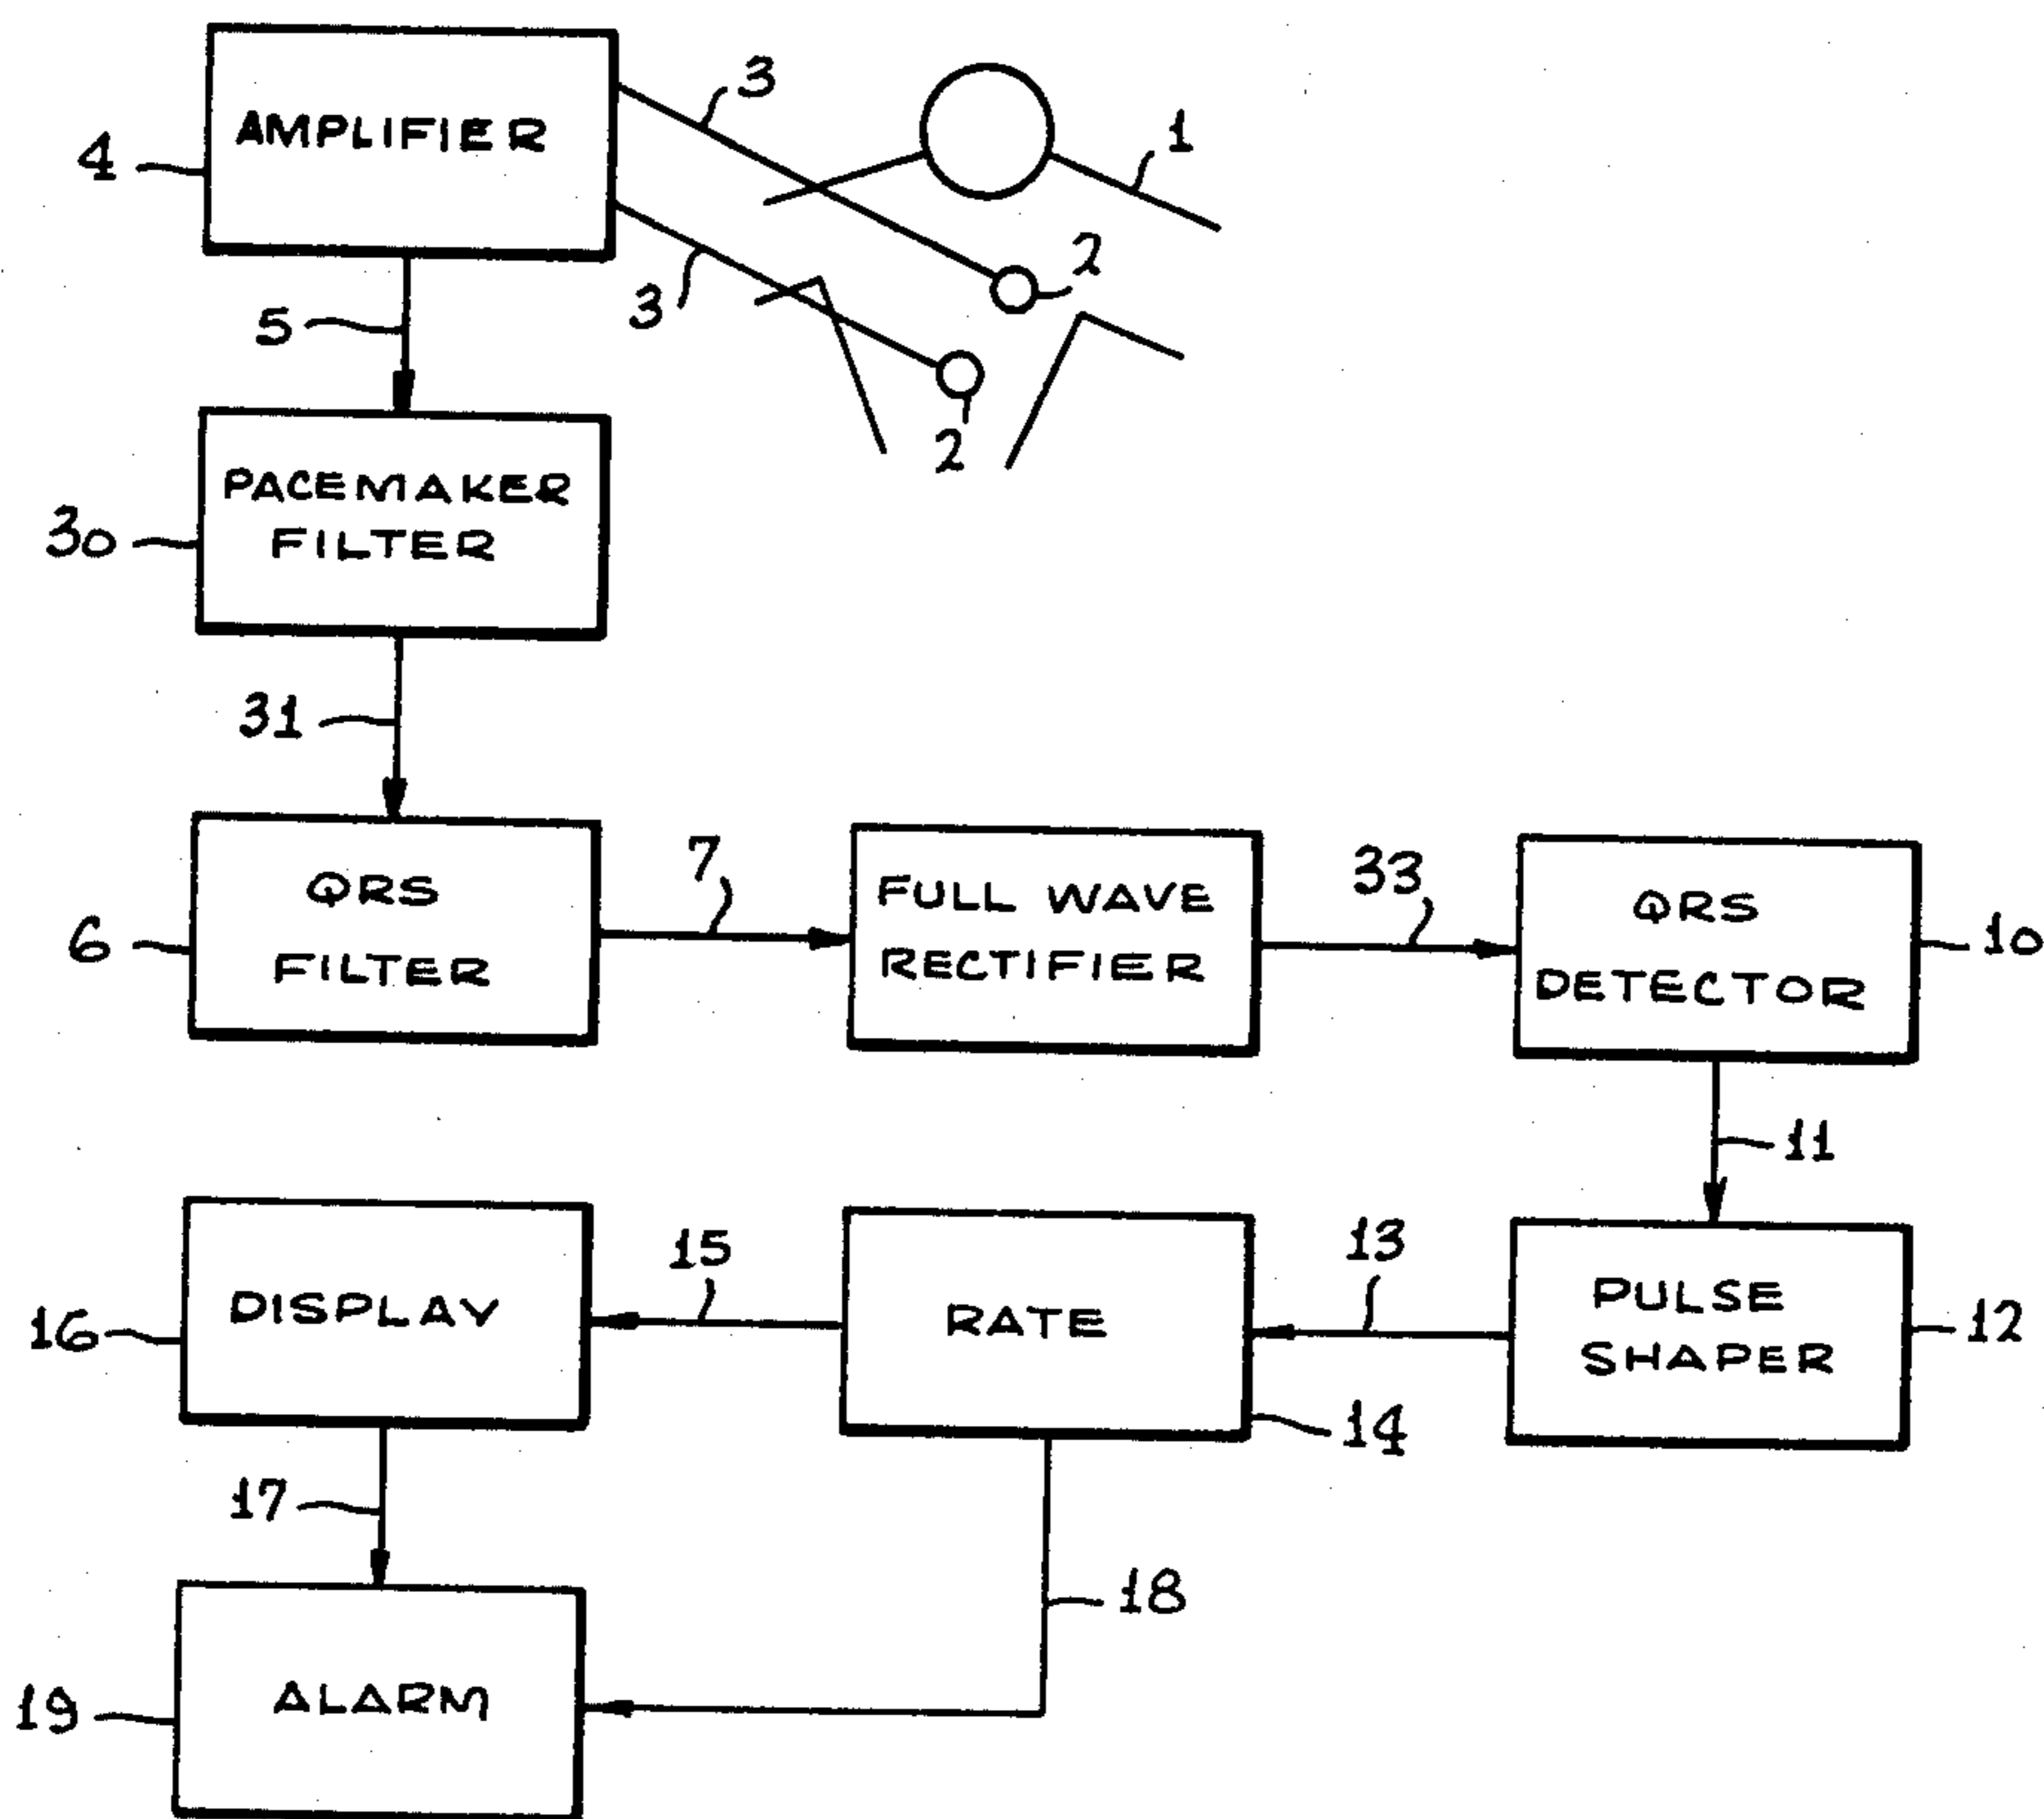 AMPLIFIER
4
3
1
3
2
2
5
PACEMAKER
FILTER
30
31
QRS
FILTER
6
7
FULL WAVE
RECTIFIER
33
QRS
DETECTOR
10
11
PULSE
SHAPER
12
13
RATE
14
15
DISPLAY
16
17
18
ALARM
19